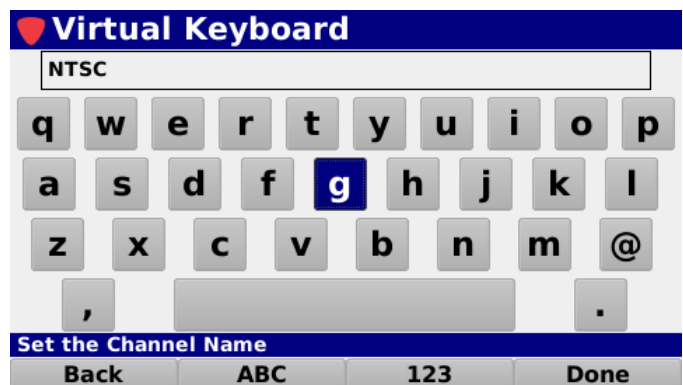 Virtual Keyboard
NTSC
q w e r t y u i o p
a s d f g h j k l
z x c v b n m @
, .
Set the Channel Name
Back ABC 123 Done